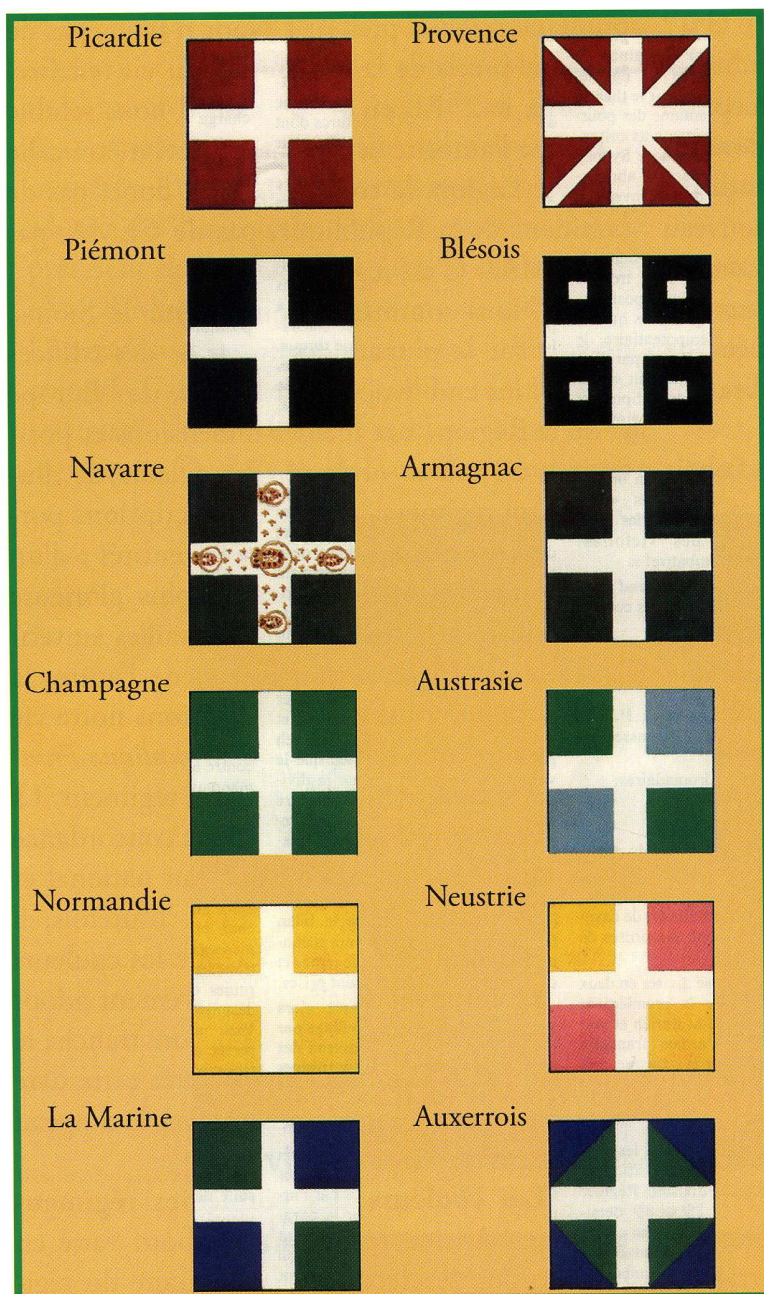 Picardie
Provence
Piémont
Blésois
Navarre
Armagnac
Champagne
Austrasie
Normandie
Neustrie
La Marine
Auxerrois